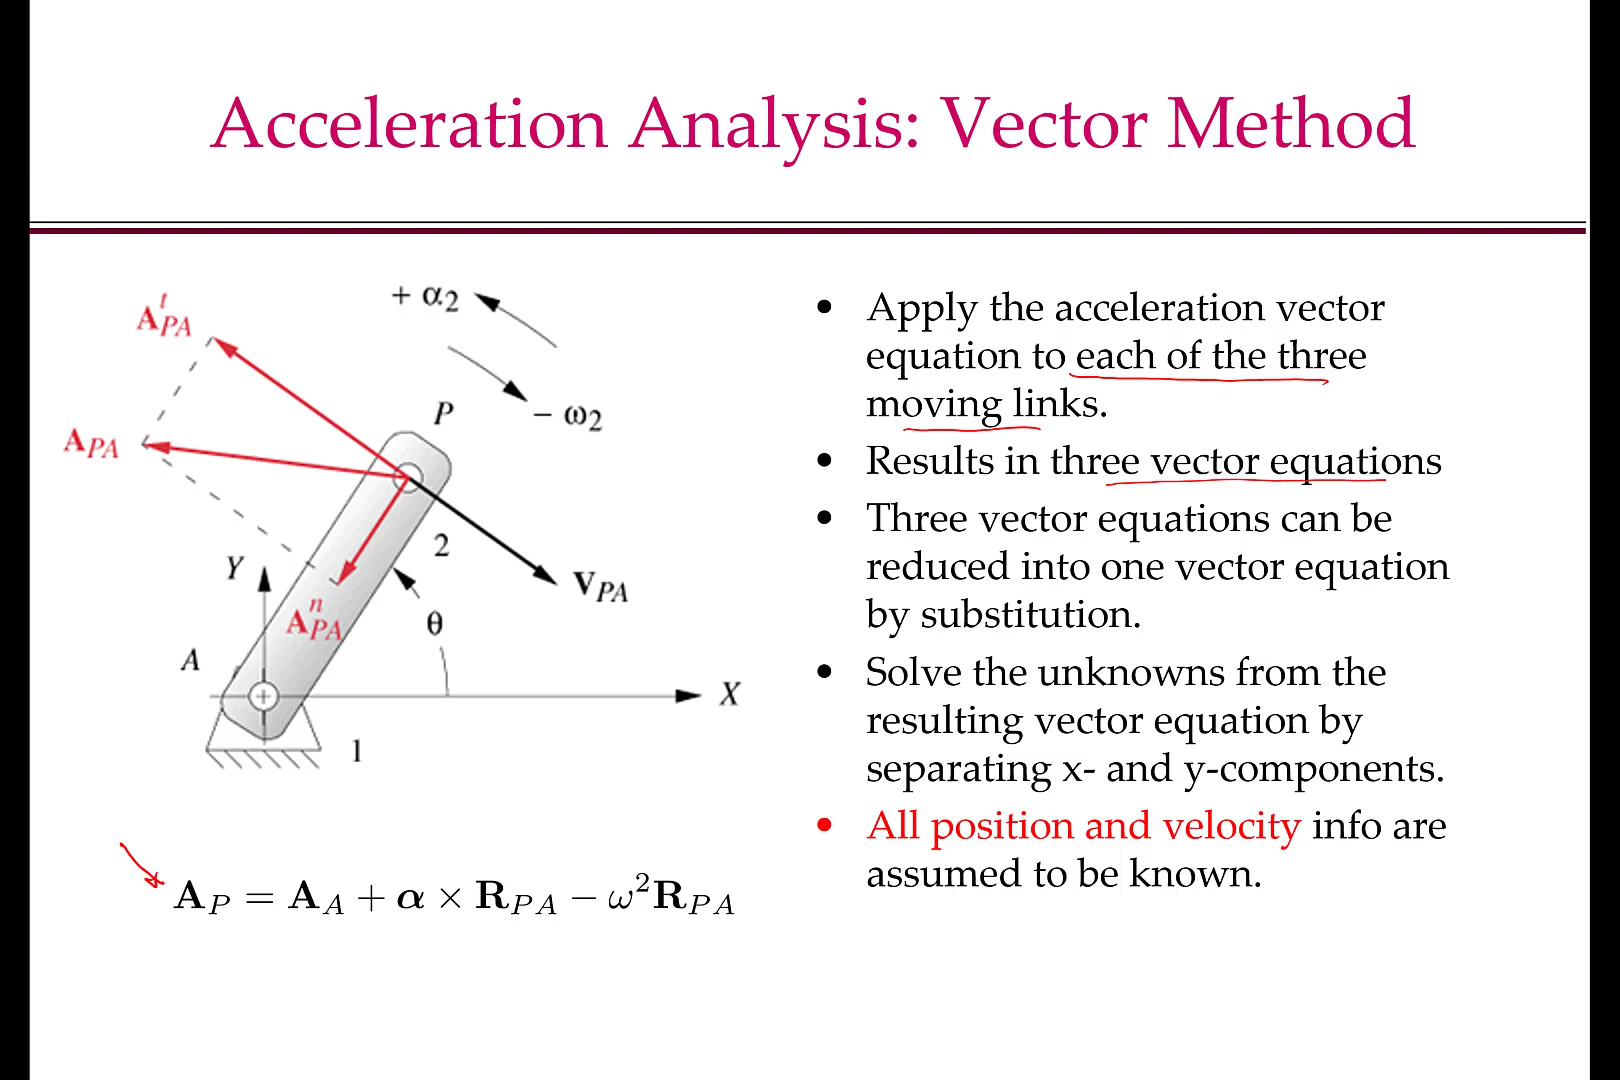 Acceleration Analysis: Vector Method
+ α2
− ω2
A^t_PA
A_PA
P
2
Y
V_PA
A^n_PA
θ
A
X
1
A_P = A_A + α × R_PA − ω²R_PA
• Apply the acceleration vector
equation to each of the three
moving links.
• Results in three vector equations
• Three vector equations can be
reduced into one vector equation
by substitution.
• Solve the unknowns from the
resulting vector equation by
separating x- and y-components.
• All position and velocity info are
assumed to be known.